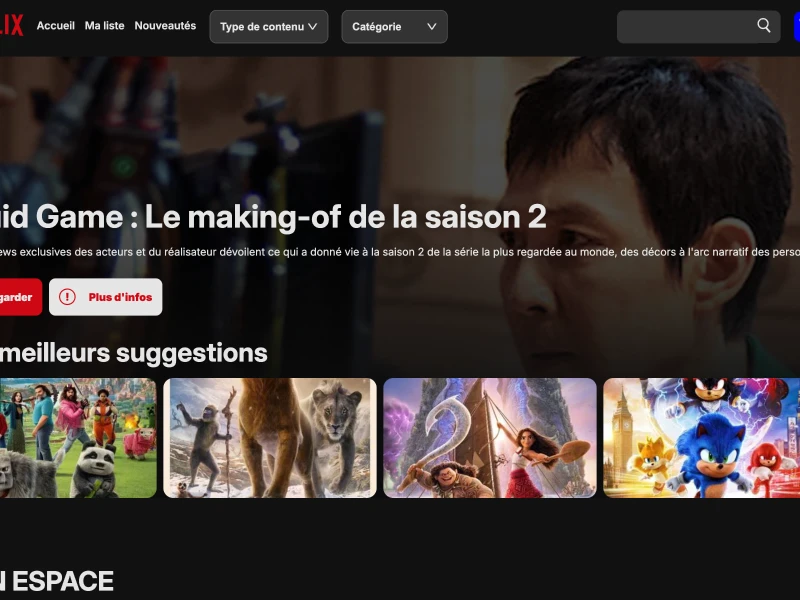 LIX Accueil Ma liste Nouveautés Type de contenu Catégorie
uid Game : Le making-of de la saison 2
ews exclusives des acteurs et du réalisateur dévoilent ce qui a donné vie à la saison 2 de la série la plus regardée au monde, des décors à l'arc narratif des perso
garder Plus d'infos
meilleurs suggestions
N ESPACE